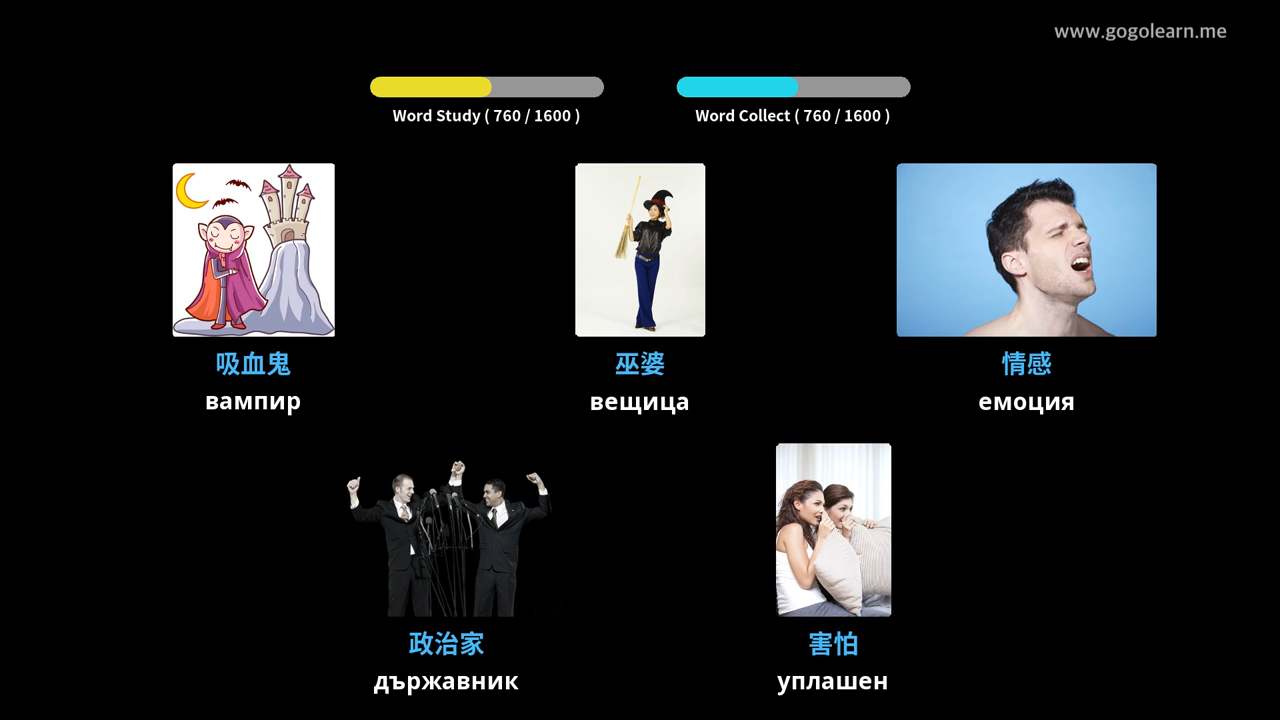 www.gogolearn.me
Word Study ( 760 / 1600 )
Word Collect ( 760 / 1600 )
吸血鬼
巫婆
情感
вампир
вещица
емоция
政治家
害怕
държавник
уплашен